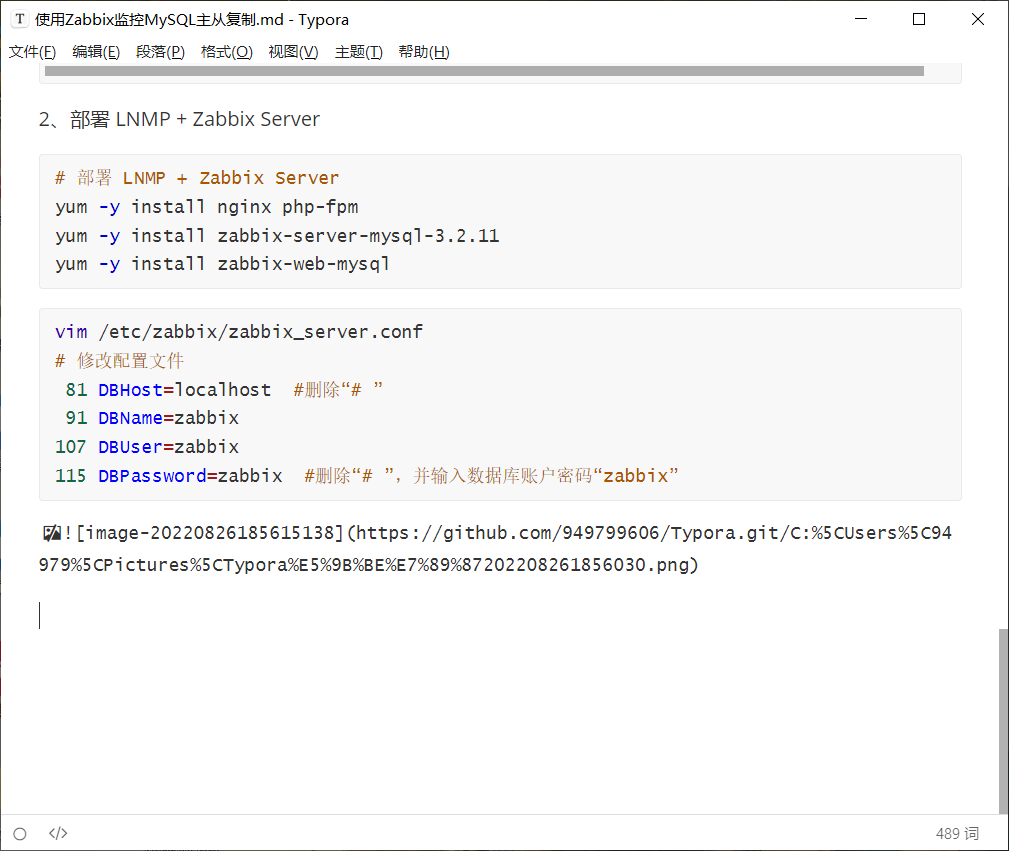 T 使用Zabbix监控MySQL主从复制.md - Typora
文件(F) 编辑(E) 段落(P) 格式(O) 视图(V) 主题(T) 帮助(H)
2、部署 LNMP + Zabbix Server
# 部署 LNMP + Zabbix Server
yum -y install nginx php-fpm
yum -y install zabbix-server-mysql-3.2.11
yum -y install zabbix-web-mysql
vim /etc/zabbix/zabbix_server.conf
# 修改配置文件
81 DBHost=localhost  #删除“# ”
91 DBName=zabbix
107 DBUser=zabbix
115 DBPassword=zabbix  #删除“# ”，并输入数据库账户密码“zabbix”
![image-20220826185615138](https://github.com/949799606/Typora.git/C:%5CUsers%5C94
979%5CPictures%5CTypora%E5%9B%BE%E7%89%87202208261856030.png)
</> 489 词